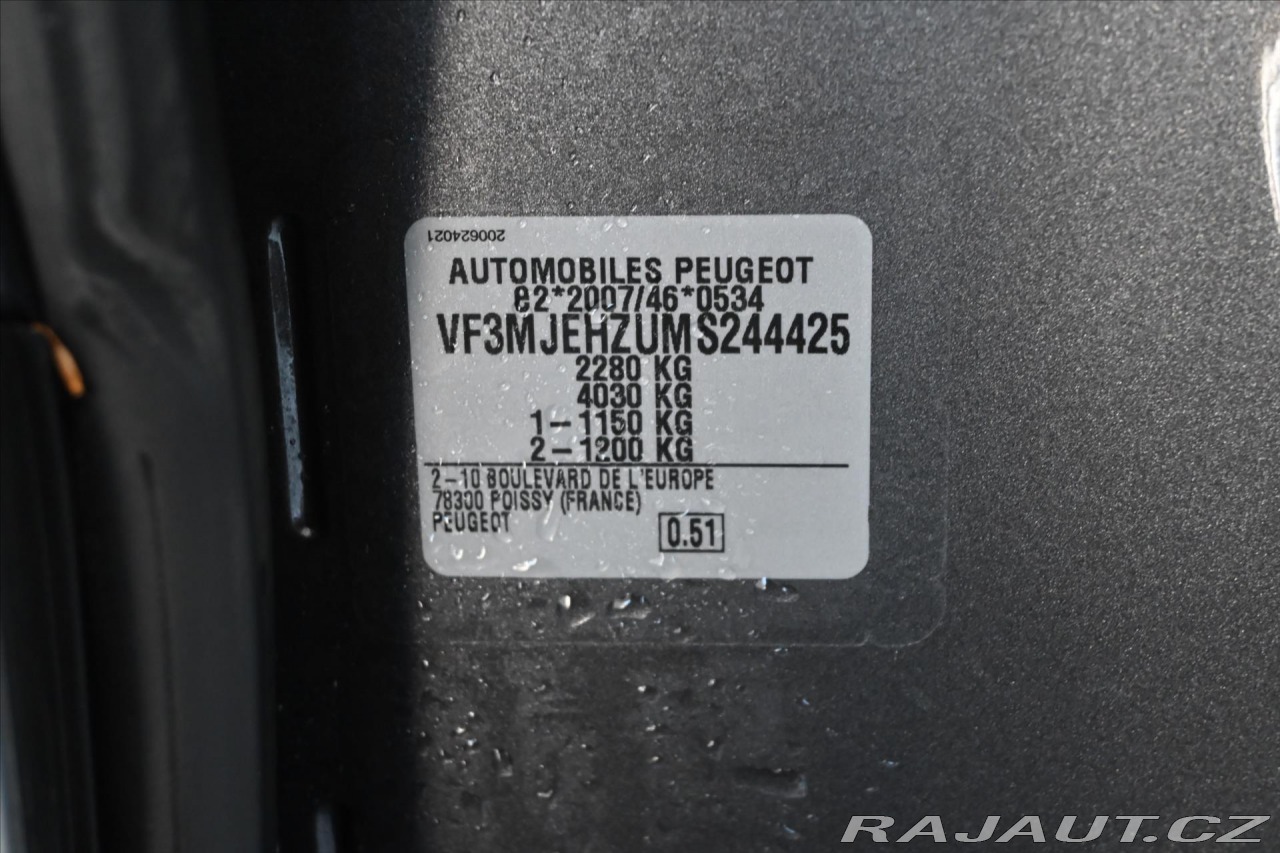 200624021
AUTOMOBILES PEUGEOT
e2*2007/46*0534
VF3MJEHZUMS244425
2280 KG
4030 KG
1-1150 KG
2-1200 KG
2-10 BOULEVARD DE L'EUROPE
78300 POISSY (FRANCE)
PEUGEOT
0.51
RAJAUT.CZ